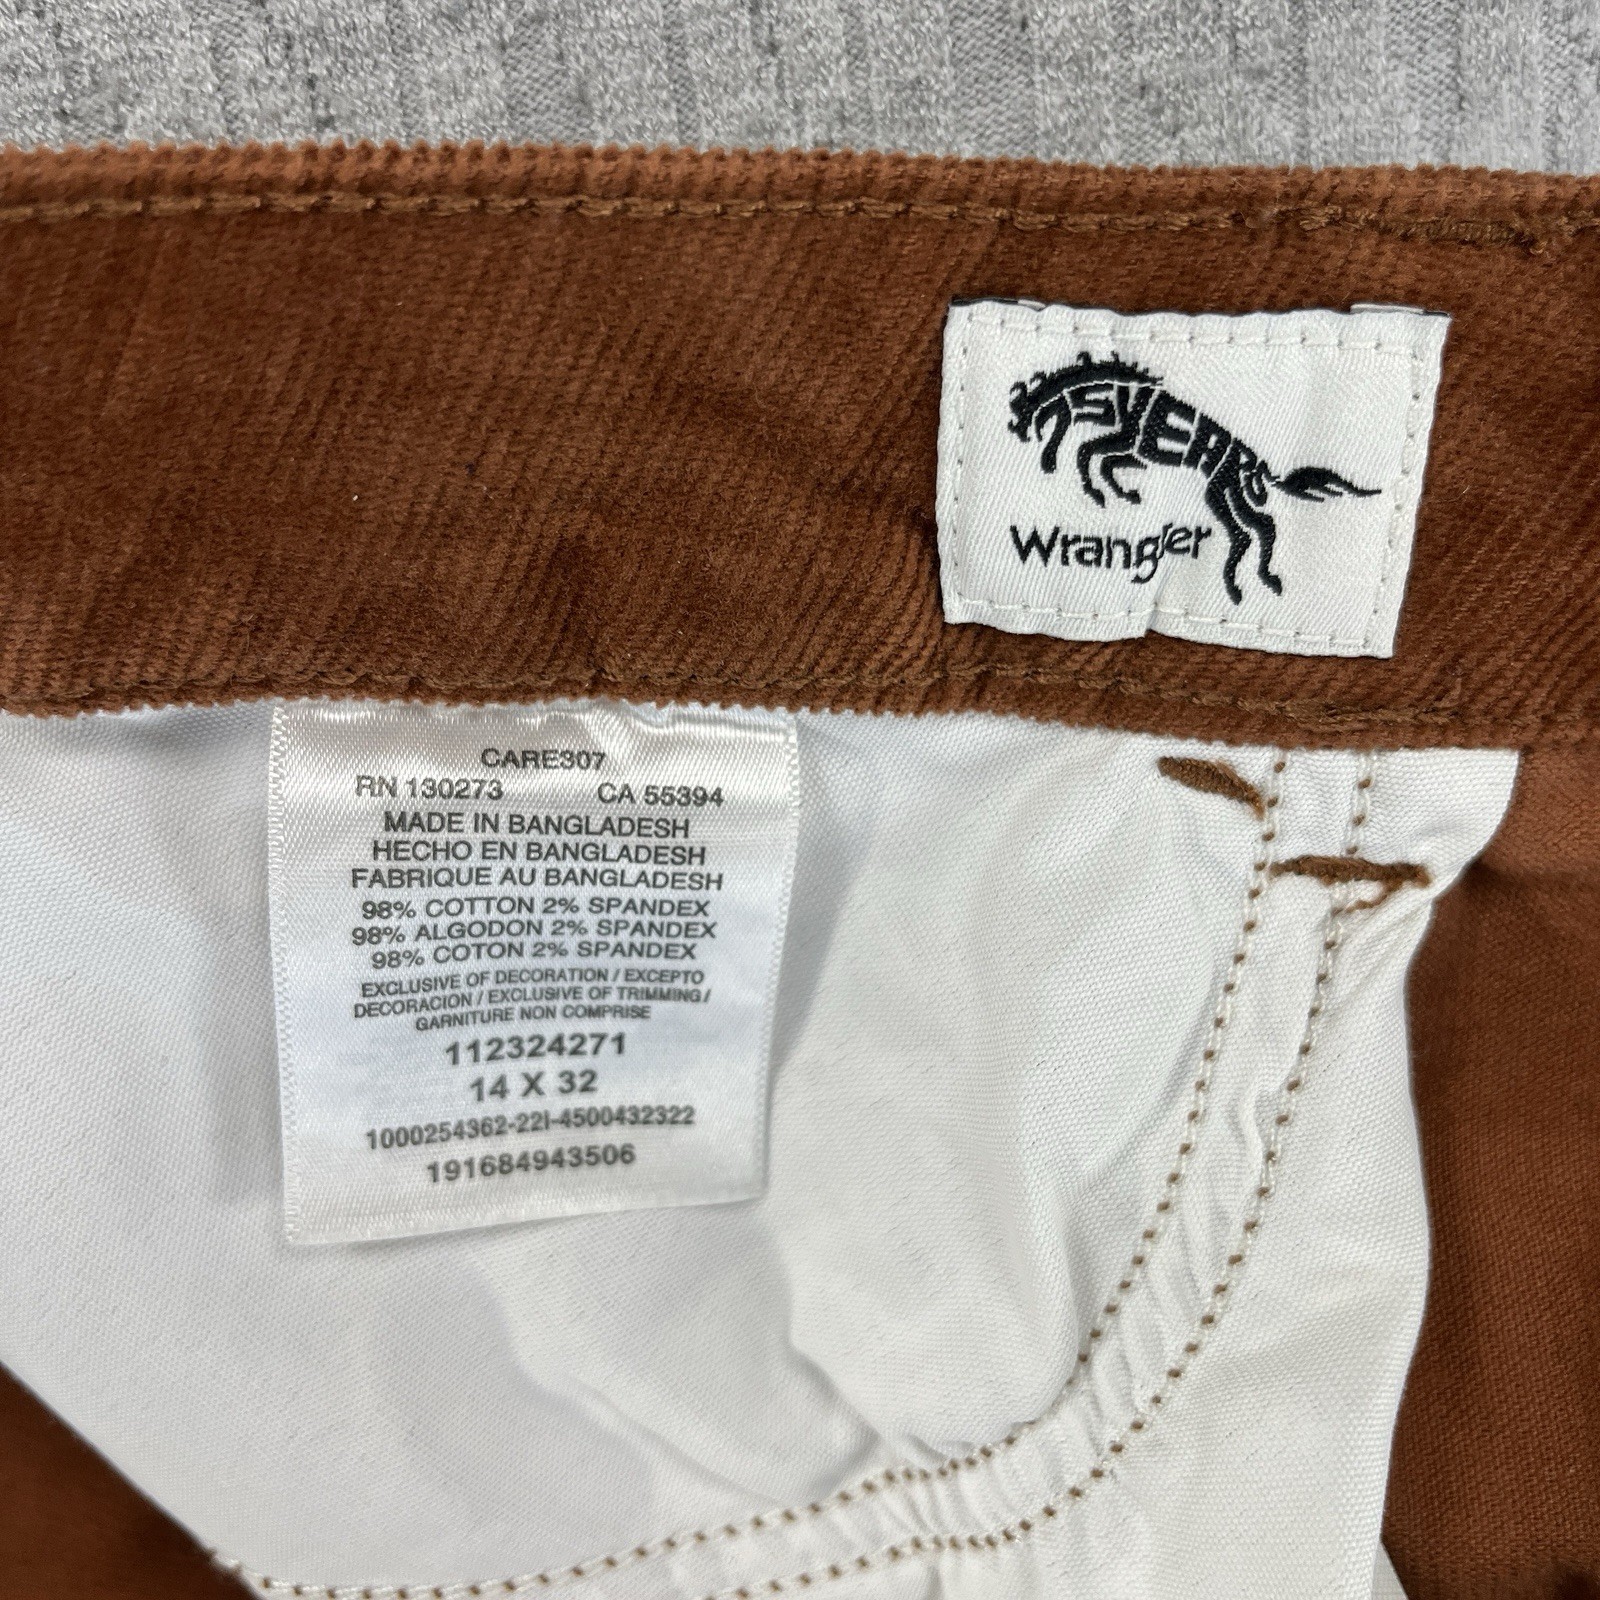 75 YEARS
Wrangler
CARE307
RN 130273 CA 55394
MADE IN BANGLADESH
HECHO EN BANGLADESH
FABRIQUE AU BANGLADESH
98% COTTON 2% SPANDEX
98% ALGODON 2% SPANDEX
98% COTON 2% SPANDEX
EXCLUSIVE OF DECORATION / EXCEPTO
DECORACION / EXCLUSIVE OF TRIMMING /
GARNITURE NON COMPRISE
112324271
14 X 32
1000254362-22I-4500432322
191684943506